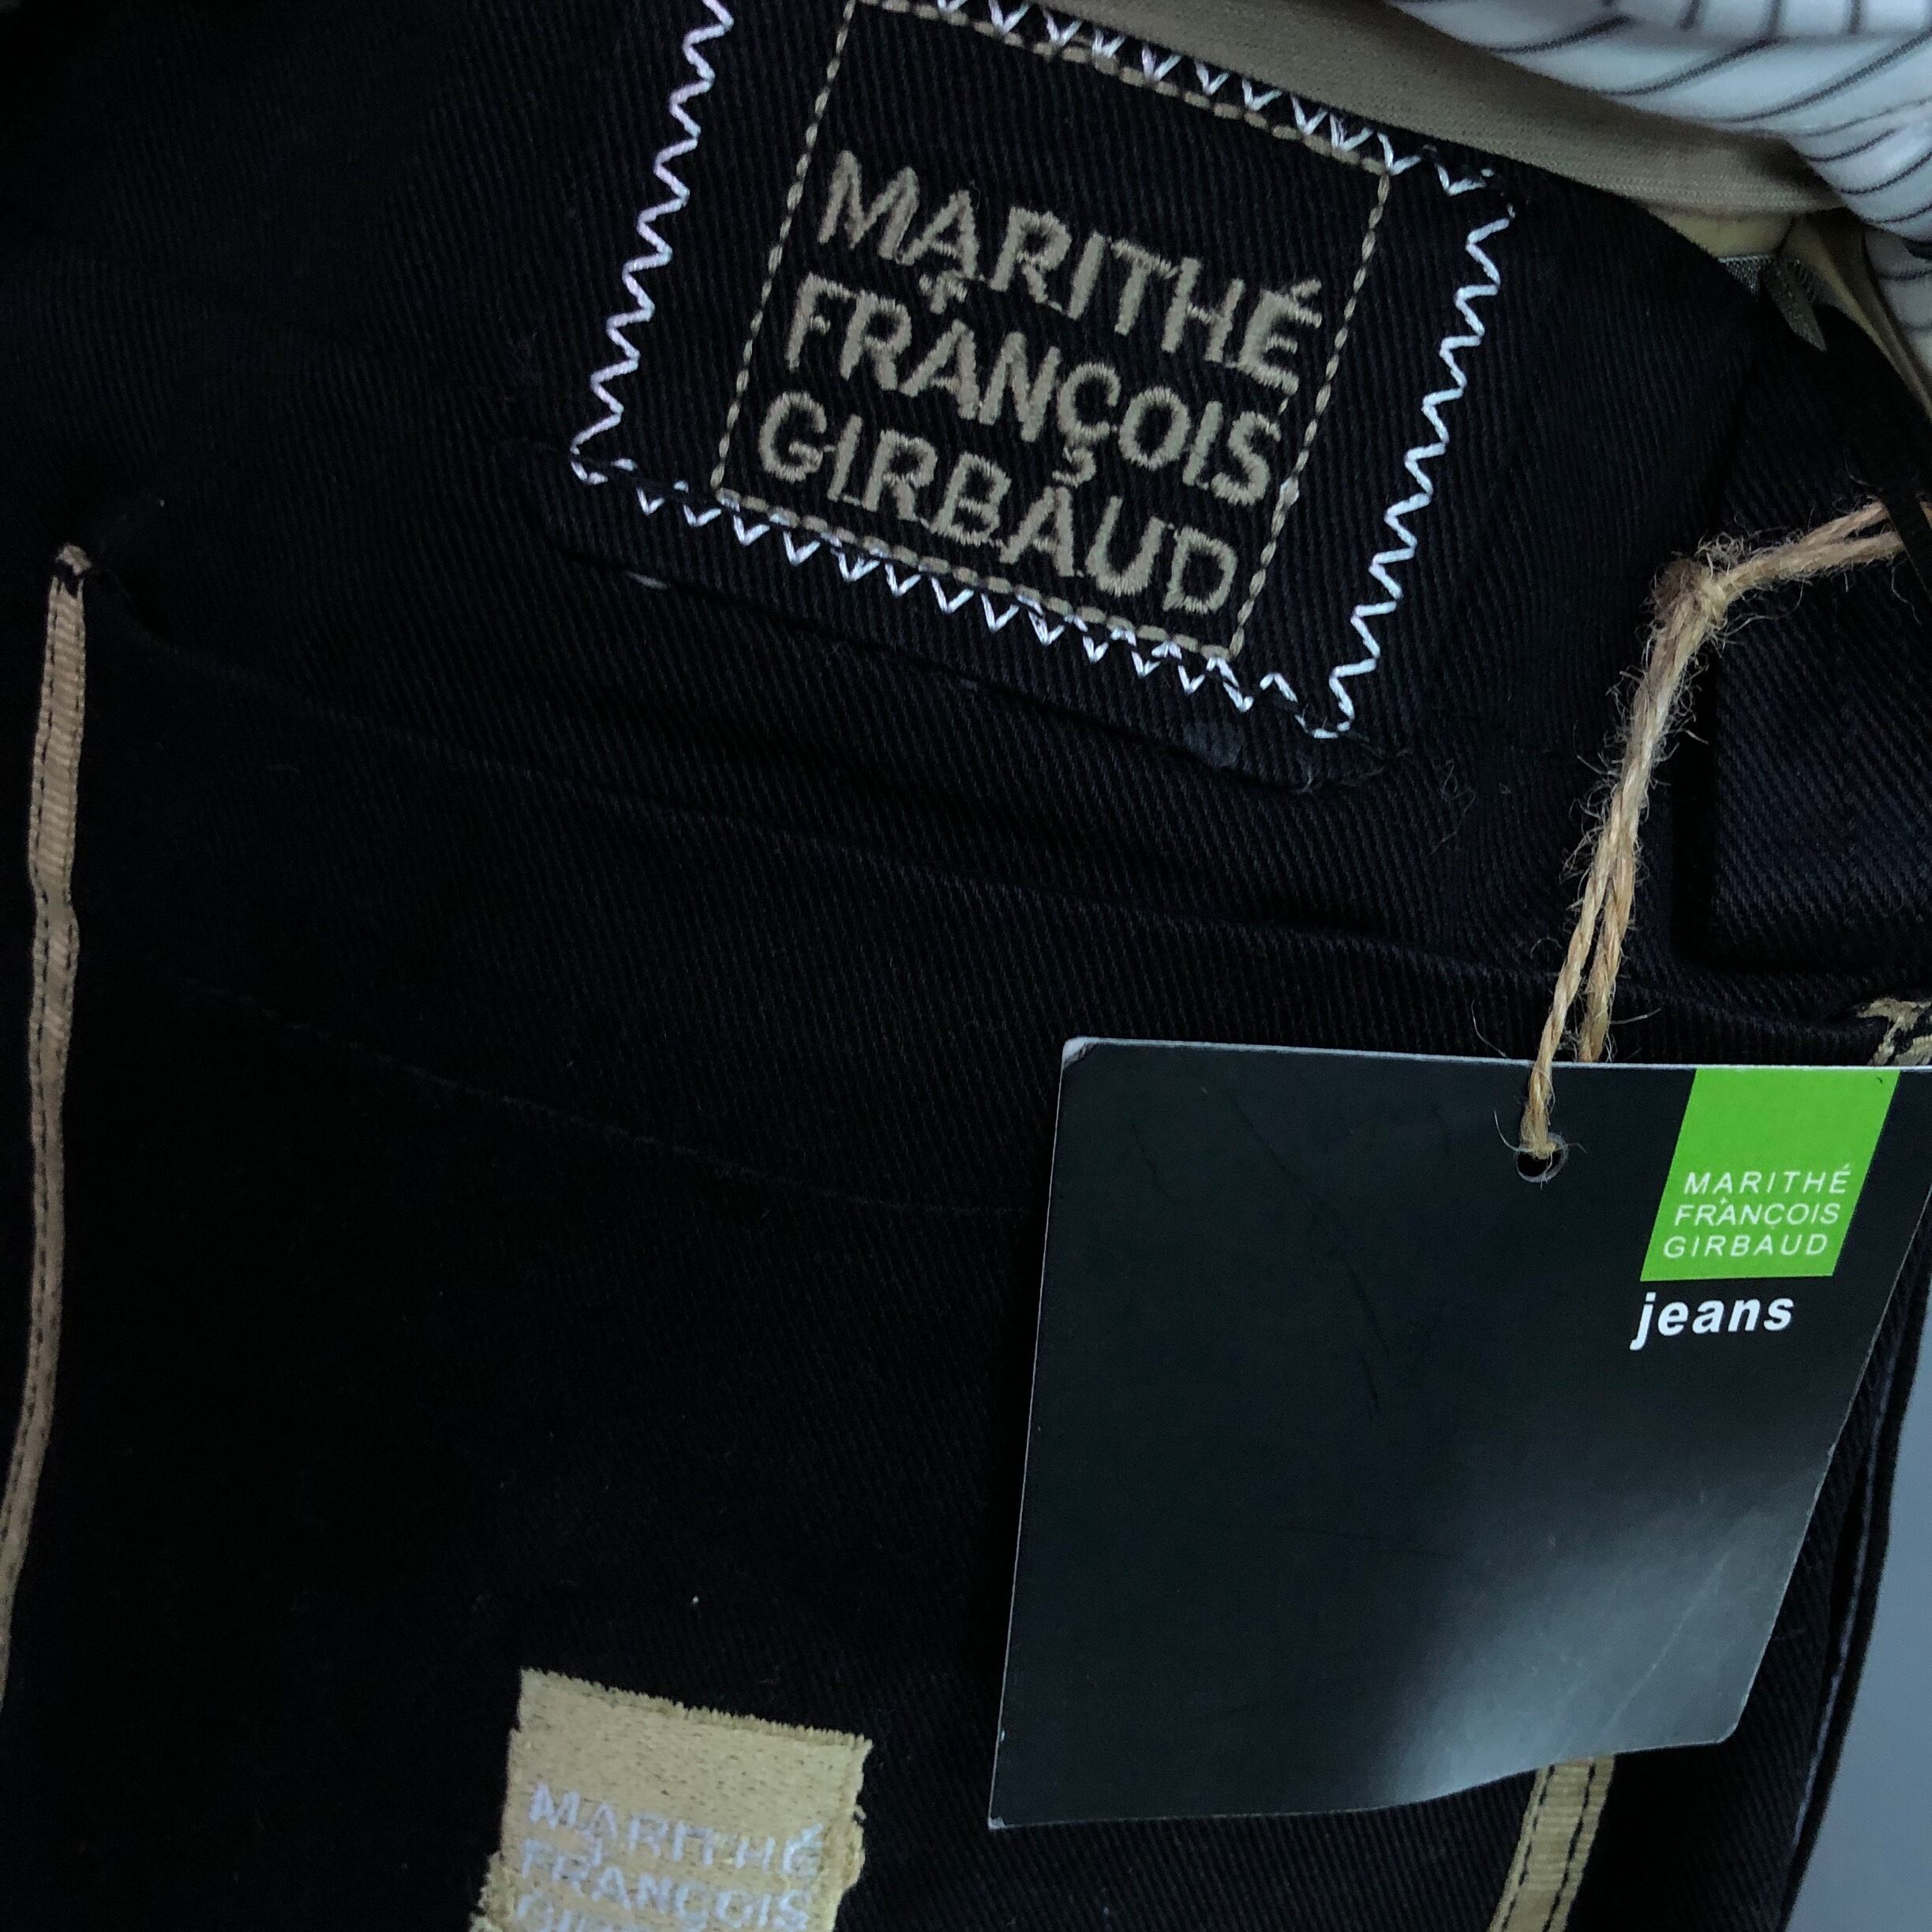 MARITHÉ
+
FRANÇOIS
GIRBAUD
MARITHÉ
+
FRANÇOIS
GIRBAUD
jeans
MARITHÉ
+
FRANÇOIS